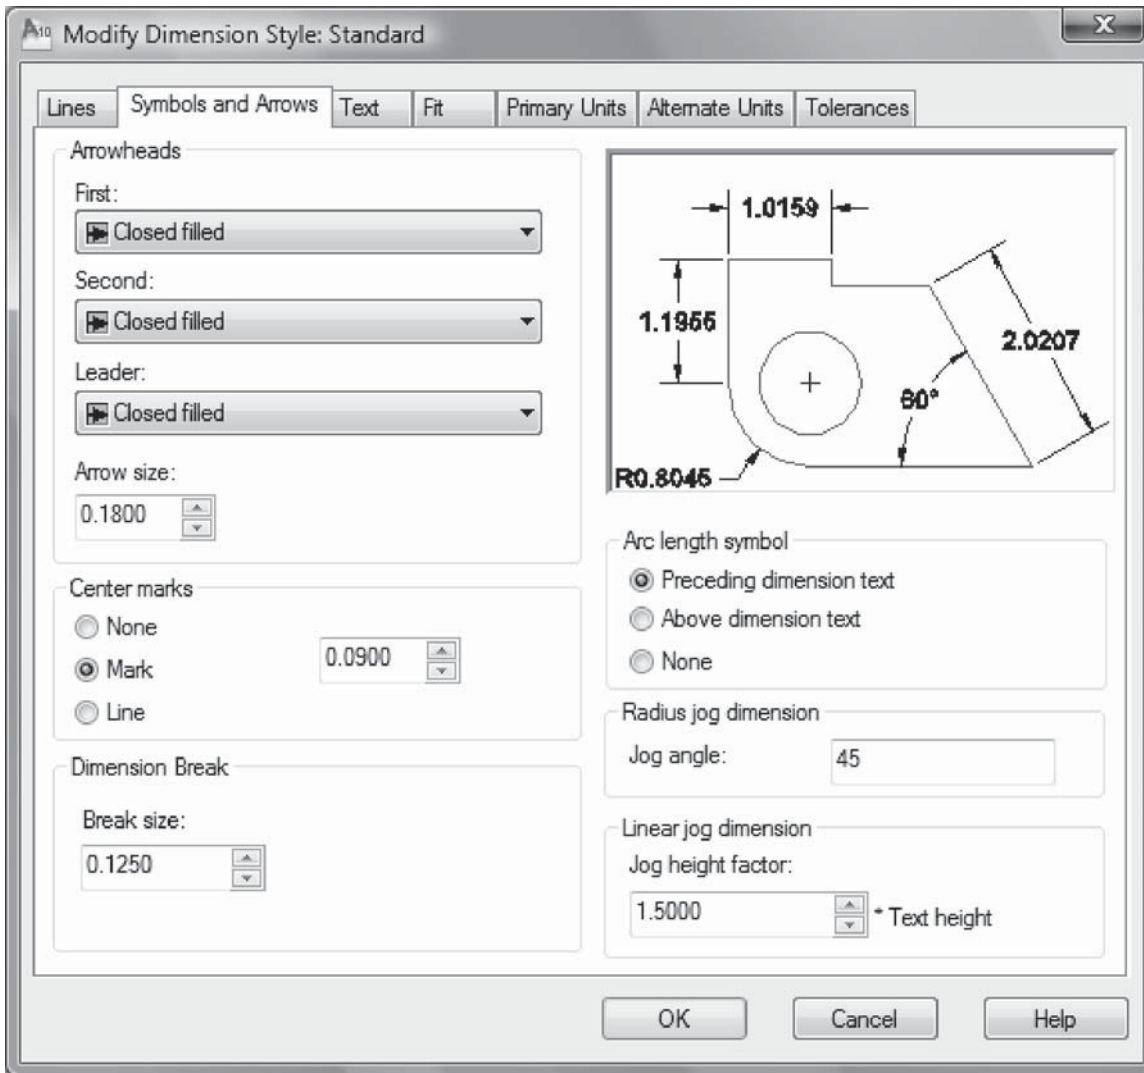 A10 Modify Dimension Style: Standard
X
Lines Symbols and Arrows Text Fit Primary Units Alternate Units Tolerances
Arrowheads
First:
Closed filled
Second:
Closed filled
Leader:
Closed filled
Arrow size:
0.1800
Center marks
None
Mark
0.0900
Line
Dimension Break
Break size:
0.1250
1.0159
1.1955
2.0207
60°
R0.8045
Arc length symbol
Preceding dimension text
Above dimension text
None
Radius jog dimension
Jog angle:
45
Linear jog dimension
Jog height factor:
1.5000
* Text height
OK Cancel Help